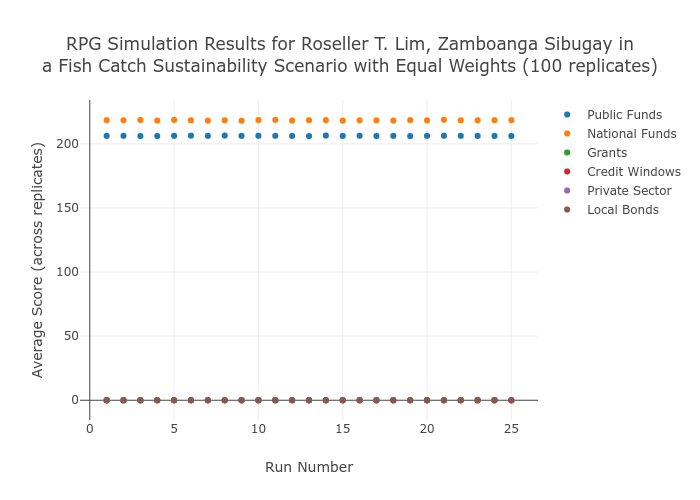 RPG Simulation Results for Roseller T. Lim, Zamboanga Sibugay in
a Fish Catch Sustainability Scenario with Equal Weights (100 replicates)
Average Score (across replicates)
200
150
100
50
0
0 5 10 15 20 25
Run Number
Public Funds
National Funds
Grants
Credit Windows
Private Sector
Local Bonds